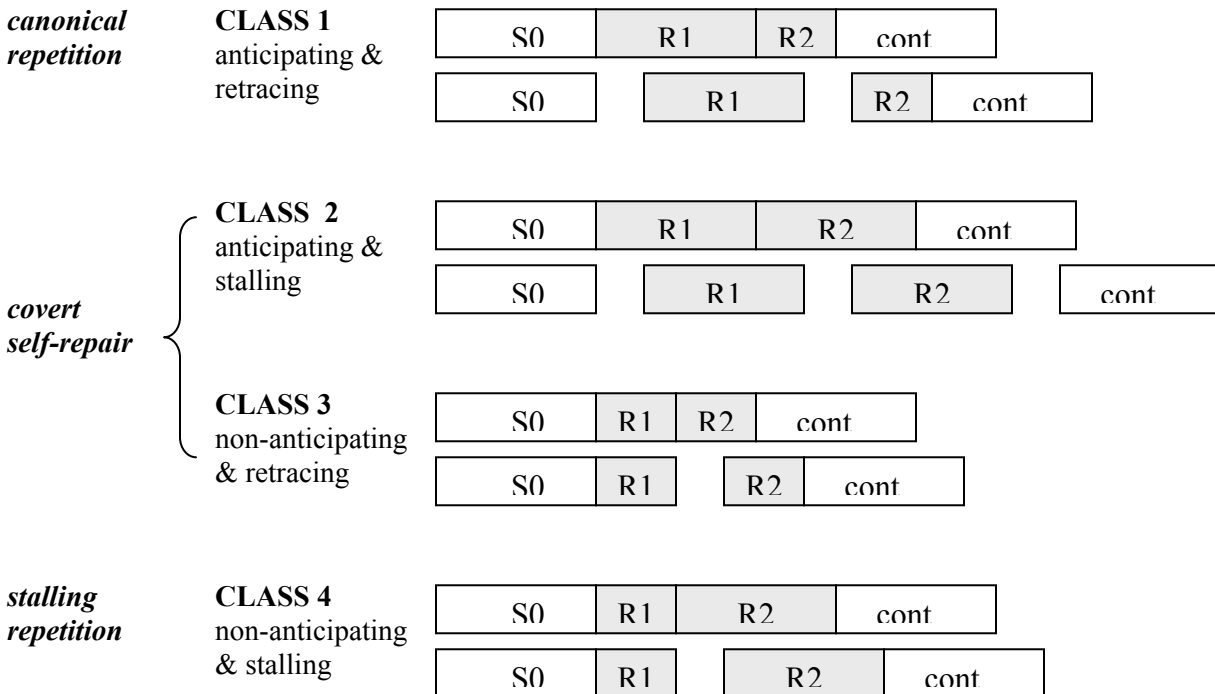 canonical repetition
CLASS 1
anticipating & retracing
S0 R1 R2 cont
S0 R1 R2 cont
covert self-repair
CLASS 2
anticipating & stalling
S0 R1 R2 cont
S0 R1 R2 cont
CLASS 3
non-anticipating & retracing
S0 R1 R2 cont
S0 R1 R2 cont
stalling repetition
CLASS 4
non-anticipating & stalling
S0 R1 R2 cont
S0 R1 R2 cont